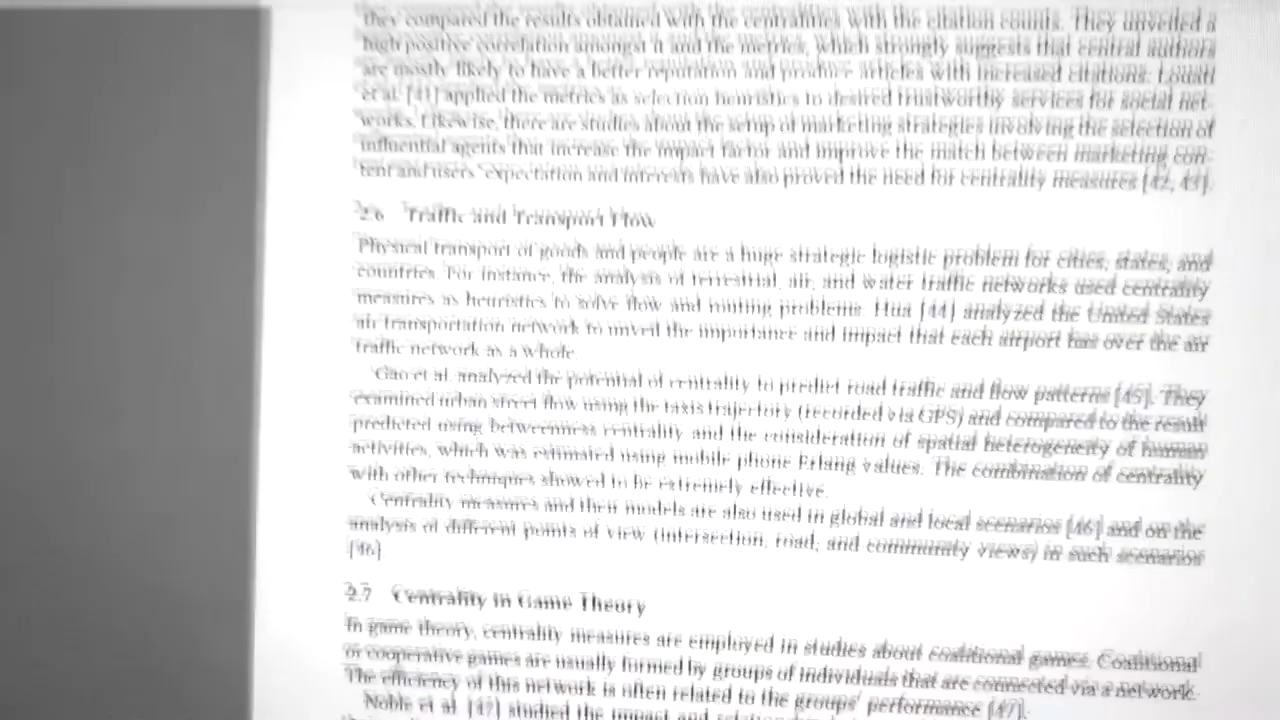 they compared the results obtained with the centralities with the citation counts. They unveiled a
high positive correlation amongst it and the metrics, which strongly suggests that central authors
are mostly likely to have a better reputation and produce articles with increased citations. Louati
et al. [41] applied the metrics as selection heuristics to desired trustworthy services for social net-
works. Likewise, there are studies about the setup of marketing strategies involving the selection of
influential agents that increase the impact factor and improve the match between marketing con-
tent and users' expectation and interests have also proved the need for centrality measures [42, 43].
2.6 Traffic and Transport Flow
Physical transport of goods and people are a huge strategic logistic problem for cities, states, and
countries. For instance, the analysis of terrestrial, air, and water traffic networks used centrality
measures as heuristics to solve flow and routing problems. Hua [44] analyzed the United States
air transportation network to unveil the importance and impact that each airport has over the air
traffic network as a whole.
Gao et al. analyzed the potential of centrality to predict road traffic and flow patterns [45]. They
examined urban street flow using the taxis trajectory (recorded via GPS) and compared to the result
predicted using betweenness centrality and the consideration of spatial heterogeneity of human
activities, which was estimated using mobile phone Erlang values. The combination of centrality
with other techniques showed to be extremely effective.
Centrality measures and their models are also used in global and local scenarios [46] and on the
analysis of different points of view (intersection, road, and community views) in such scenarios
[46]
2.7 Centrality in Game Theory
In game theory, centrality measures are employed in studies about coalitional games. Coalitional
or cooperative games are usually formed by groups of individuals that are connected via a network.
The efficiency of this network is often related to the groups' performance [47].
Noble et al. [47] studied the impact and